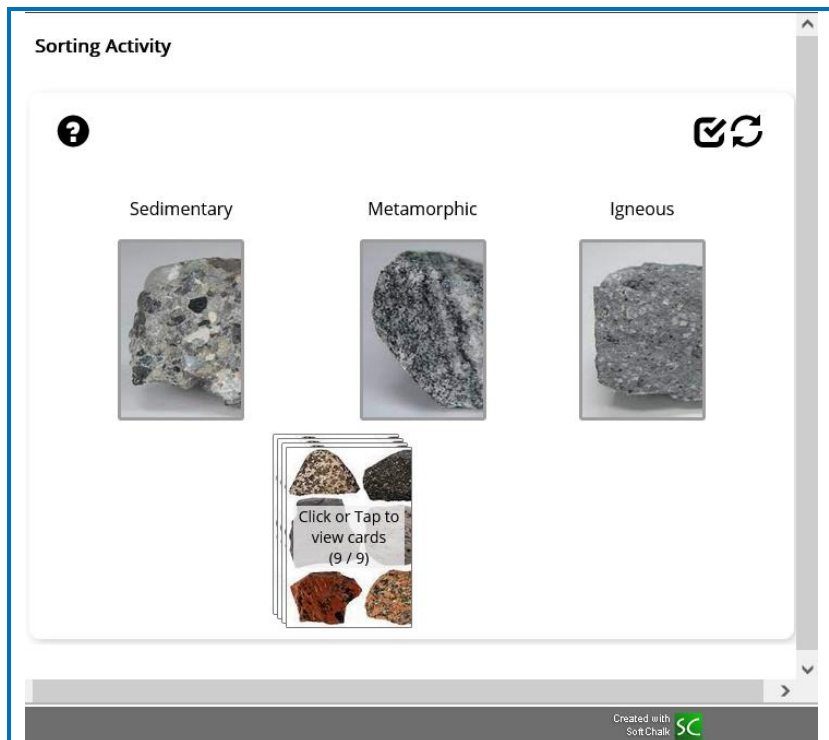 Sorting Activity
?
Sedimentary
Metamorphic
Igneous
Click or Tap to
view cards
(9 / 9)
Created with
SoftChalk
SC